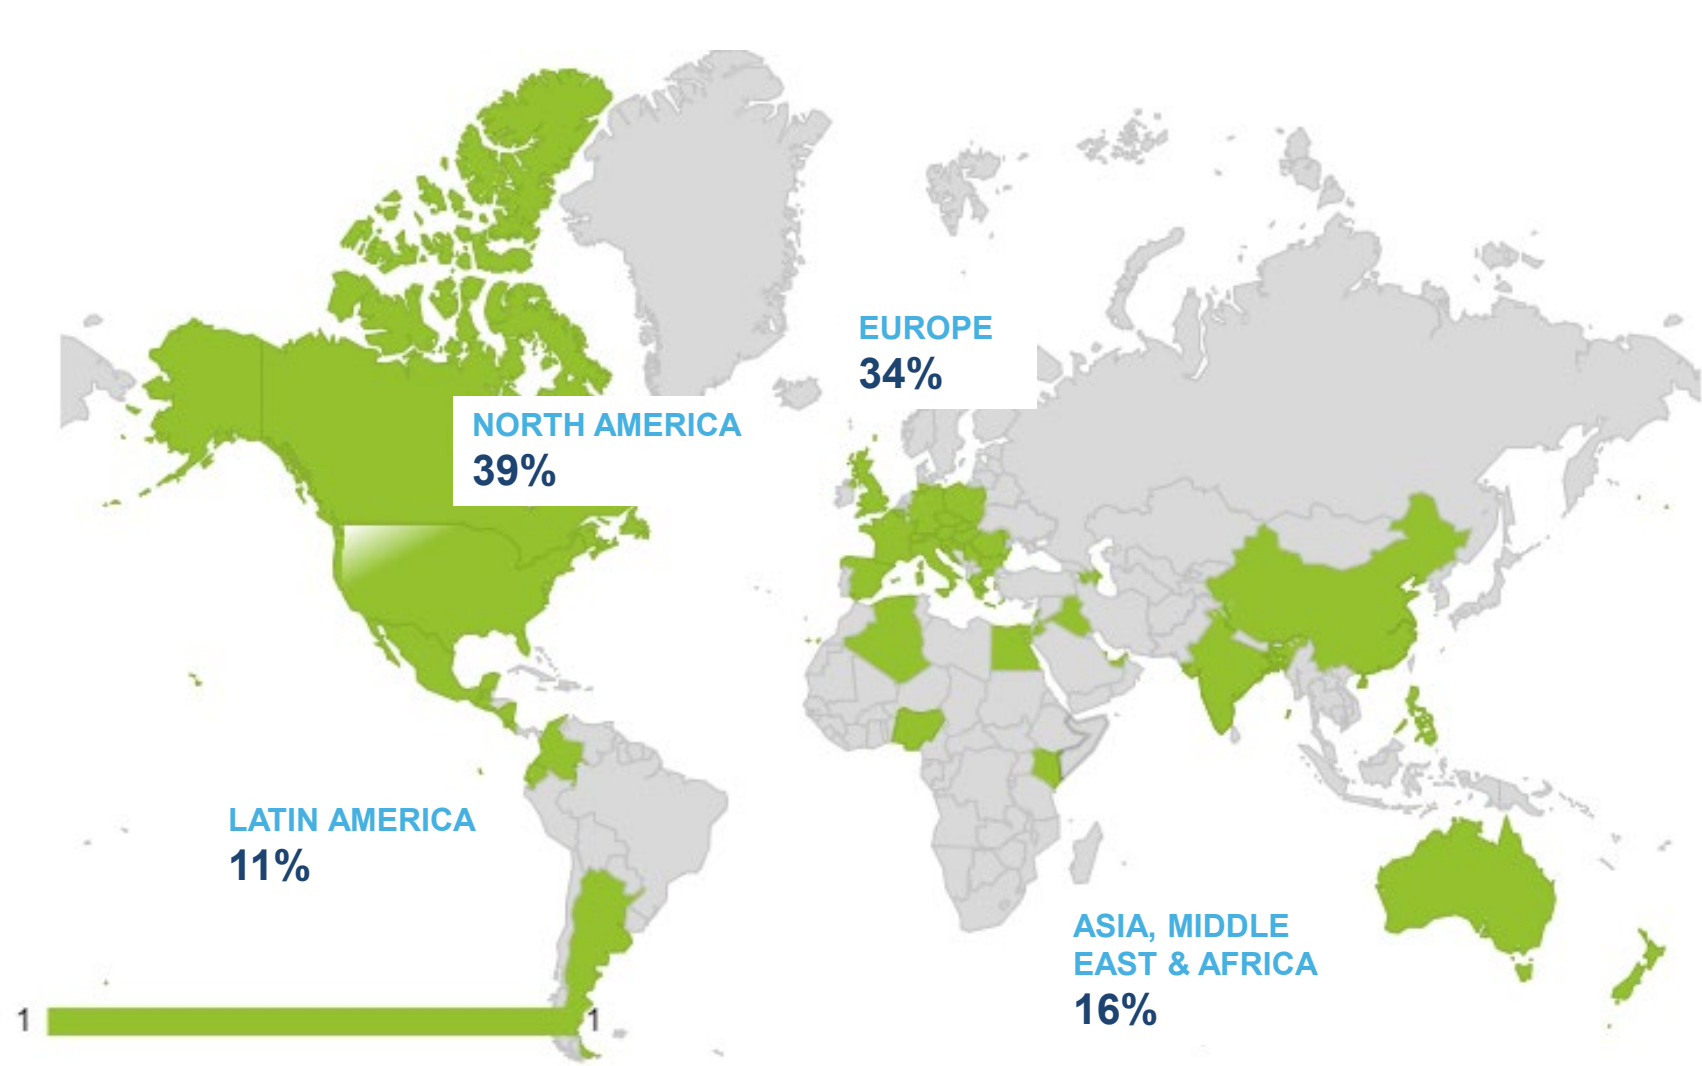 EUROPE
34%
NORTH AMERICA
39%
LATIN AMERICA
11%
ASIA, MIDDLE
EAST & AFRICA
16%
1
1